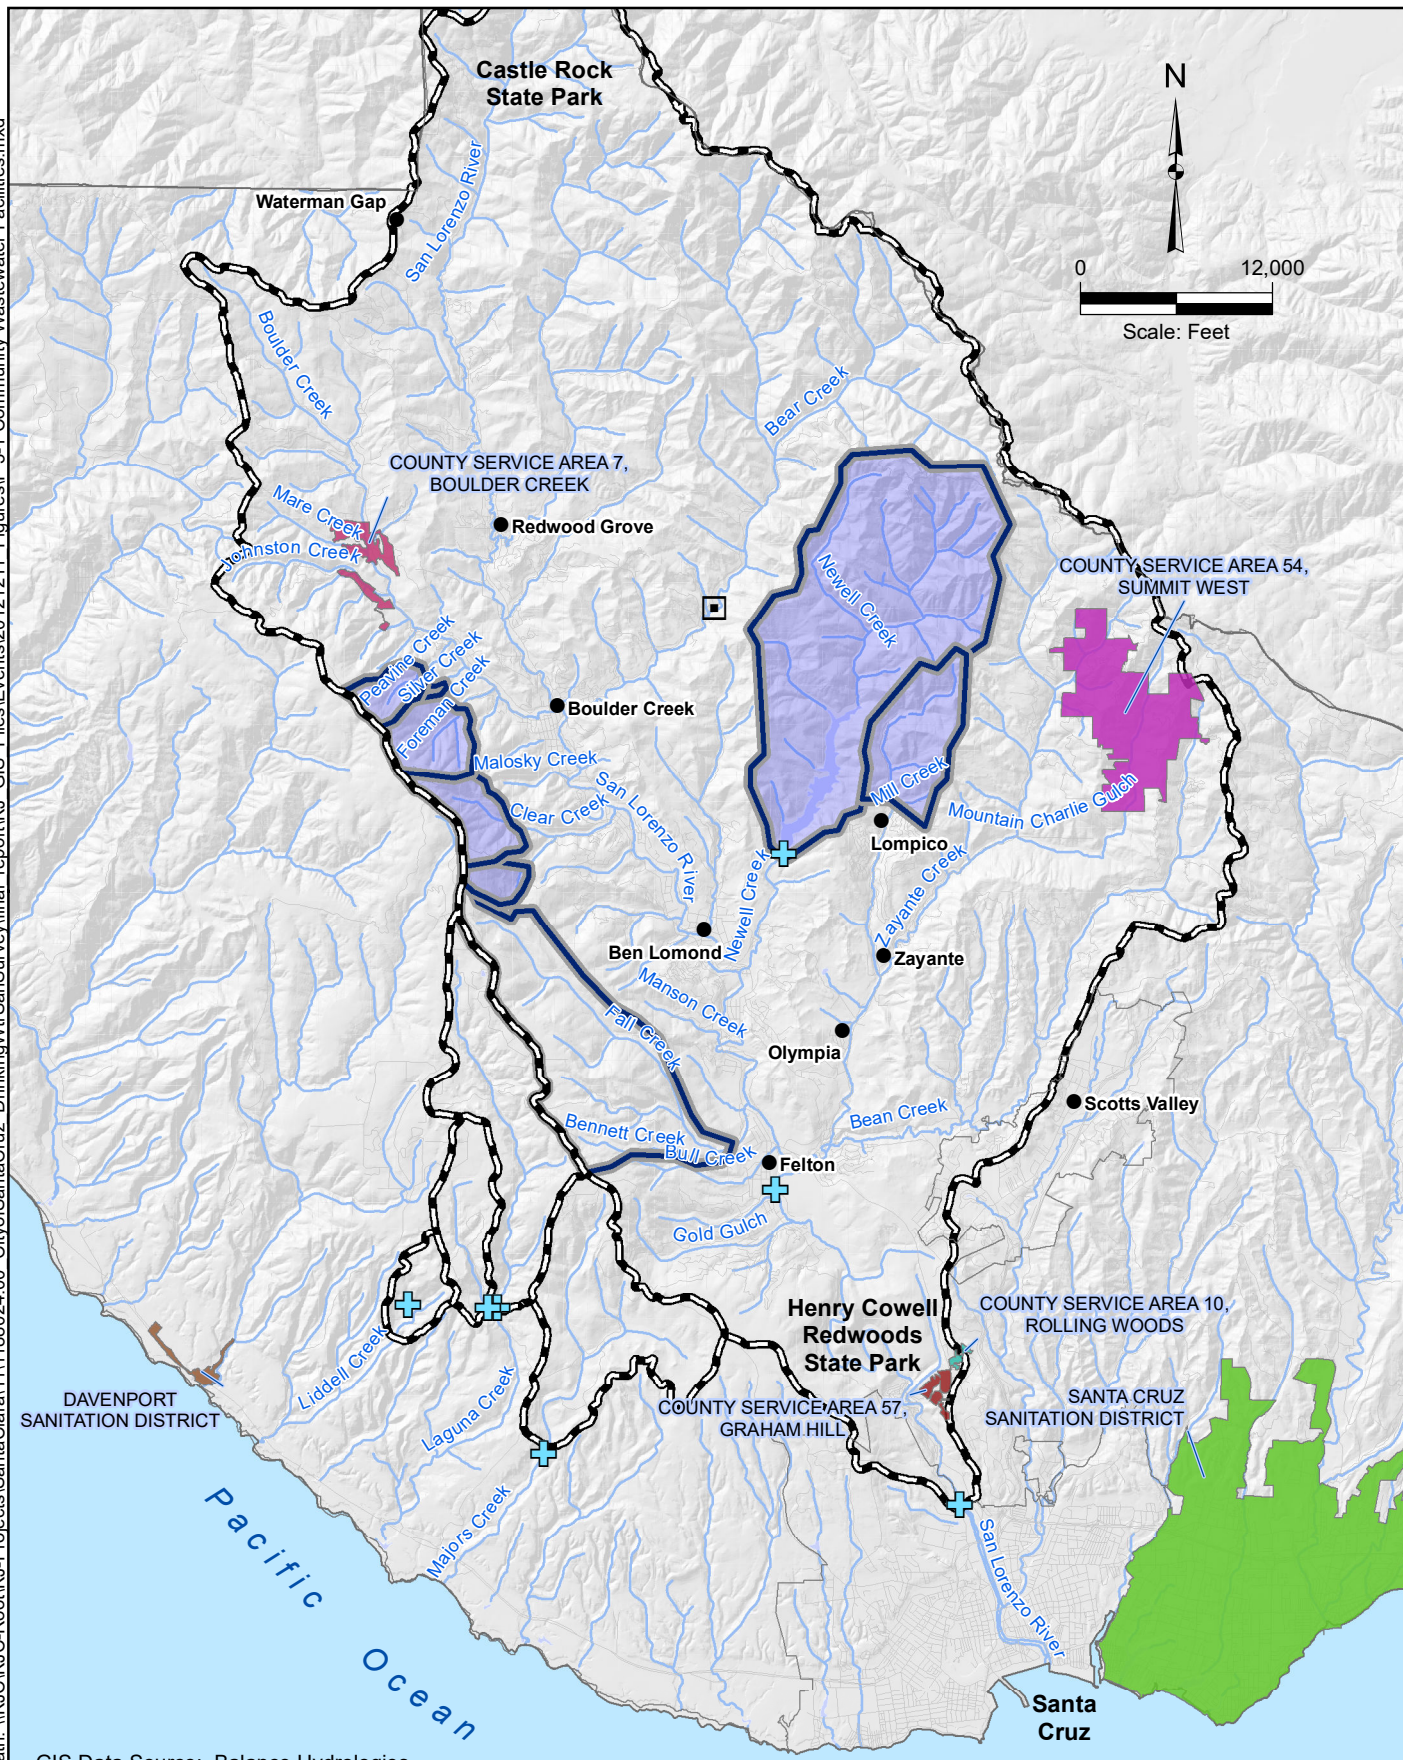 Castle Rock
State Park
N
Waterman Gap
San Lorenzo River
0 12,000
Scale: Feet
Boulder Creek
Bear Creek
COUNTY SERVICE AREA 7,
BOULDER CREEK
Mare Creek
Redwood Grove
Johnston Creek
Newell Creek
COUNTY SERVICE AREA 54,
SUMMIT WEST
Peavine Creek
Silver Creek
Foreman Creek
Boulder Creek
Malosky Creek
San Lorenzo River
Clear Creek
Mill Creek
Mountain Charlie Gulch
Lompico
Newell Creek
Zayante Creek
Ben Lomond
Zayante
Manson Creek
Fall Creek
Olympia
Scotts Valley
Bean Creek
Bennett Creek
Bull Creek
Felton
Gold Gulch
Henry Cowell
Redwoods
State Park
COUNTY SERVICE AREA 10,
ROLLING WOODS
Liddell Creek
DAVENPORT
SANITATION DISTRICT
Laguna Creek
COUNTY SERVICE AREA 57,
GRAHAM HILL
SANTA CRUZ
SANITATION DISTRICT
Majors Creek
Pacific
Ocean
San Lorenzo River
Santa
Cruz
GIS Data Source: Balance Hydrologics